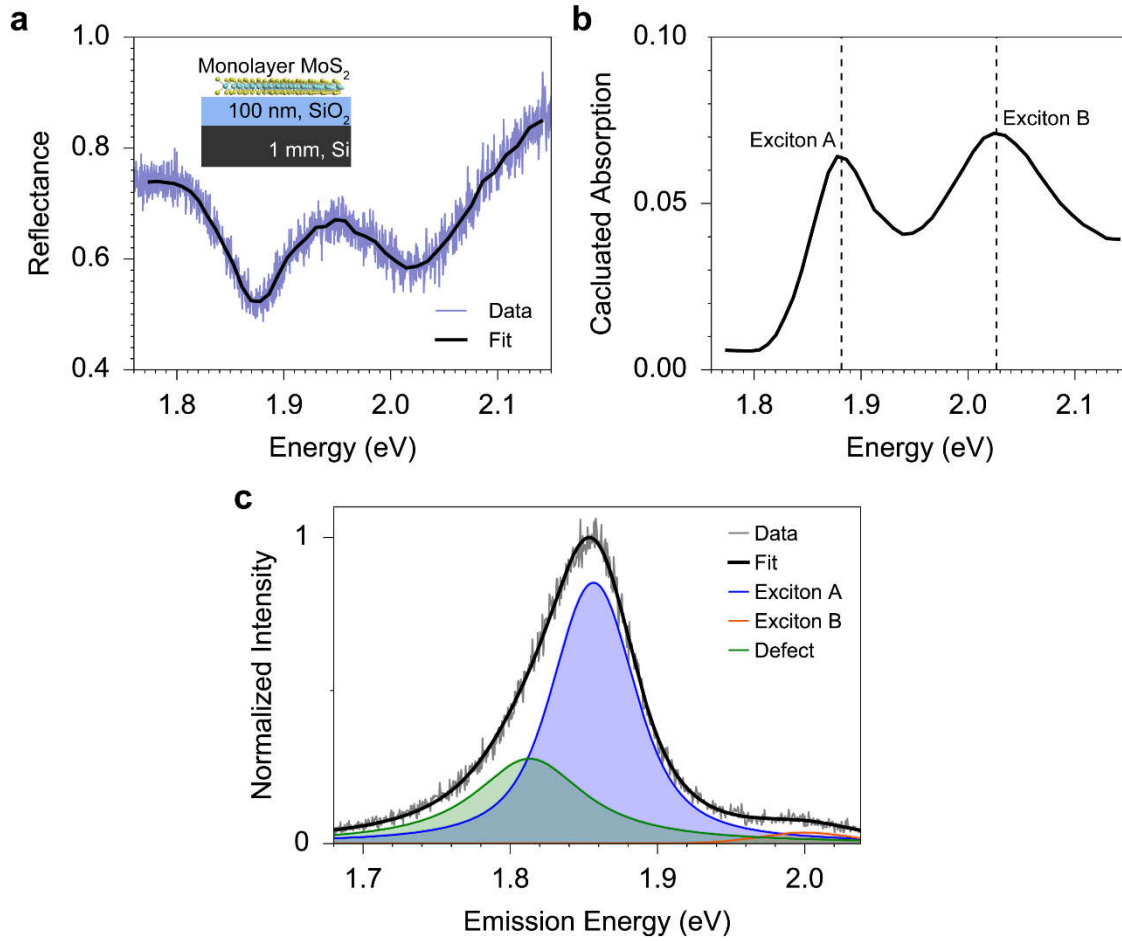 a
1.0
0.8
0.6
0.4
Reflectance
Monolayer MoS₂
100 nm, SiO₂
1 mm, Si
Data
Fit
1.8
1.9
2.0
2.1
Energy (eV)
b
0.10
0.05
0.00
Cacluated Absorption
Exciton A
Exciton B
1.8
1.9
2.0
2.1
Energy (eV)
c
1
0
Normalized Intensity
Data
Fit
Exciton A
Exciton B
Defect
1.7
1.8
1.9
2.0
Emission Energy (eV)